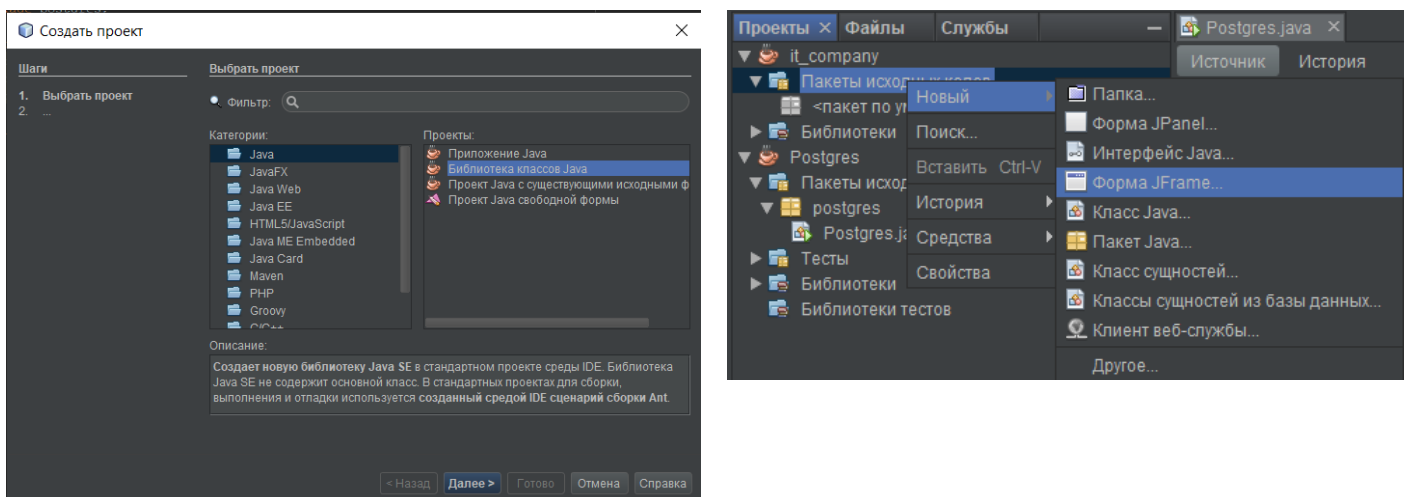 Создать проект
Шаги
1. Выбрать проект
2. ...
Выбрать проект
Фильтр:
Категории:
Java
JavaFX
Java Web
Java EE
HTML5/JavaScript
Java ME Embedded
Java Card
Maven
PHP
Groovy
C/C++
Проекты:
Приложение Java
Библиотека классов Java
Проект Java с существующими исходными ф
Проект Java свободной формы
Описание:
Создает новую библиотеку Java SE в стандартном проекте среды IDE. Библиотека
Java SE не содержит основной класс. В стандартных проектах для сборки,
выполнения и отладки используется созданный средой IDE сценарий сборки Ant.
< Назад Далее > Готово Отмена Справка
Проекты Файлы Службы
it_company
Пакеты исходных кодов
<пакет по ум
Библиотеки
Postgres
Пакеты исход
postgres
Postgres.ja
Тесты
Библиотеки
Библиотеки тестов
Postgres.java
Источник История
Новый
Поиск...
Вставить Ctrl-V
История
Средства
Свойства
Папка...
Форма JPanel...
Интерфейс Java...
Форма JFrame...
Класс Java...
Пакет Java...
Класс сущностей...
Классы сущностей из базы данных...
Клиент веб-службы...
Другое...